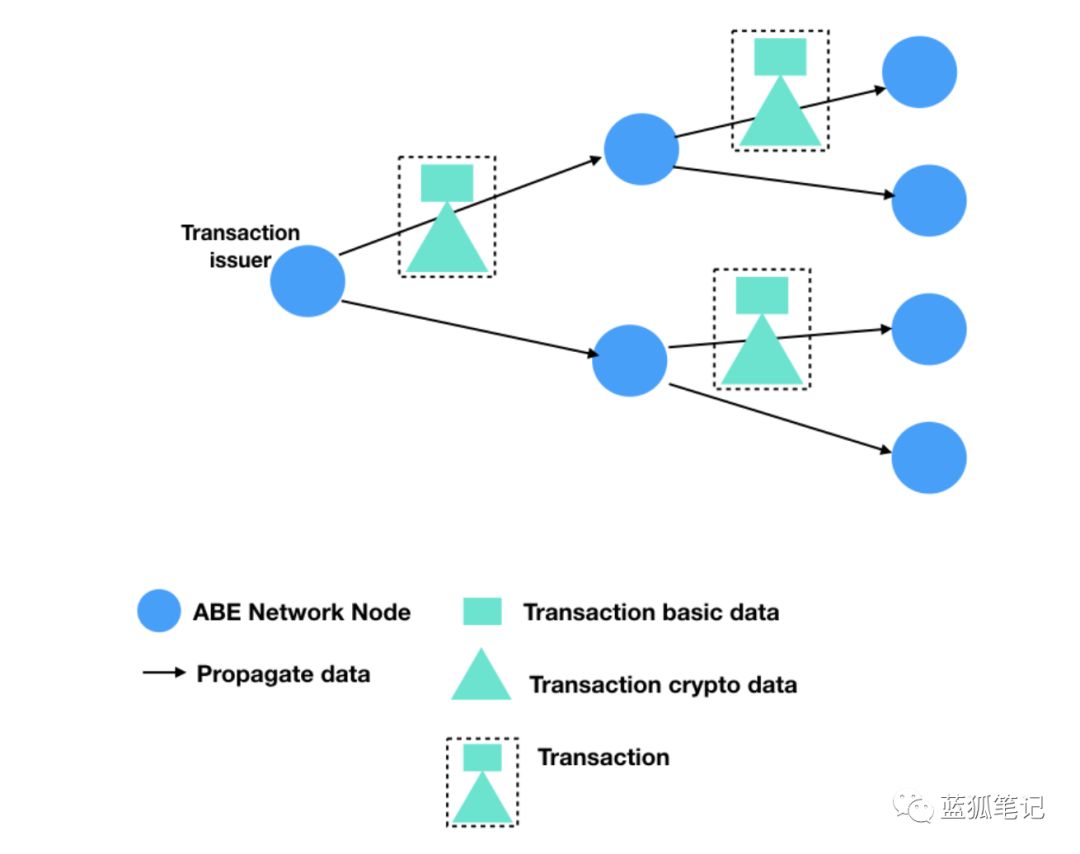 Transaction
issuer
ABE Network Node
Transaction basic data
Propagate data
Transaction crypto data
Transaction
蓝狐笔记